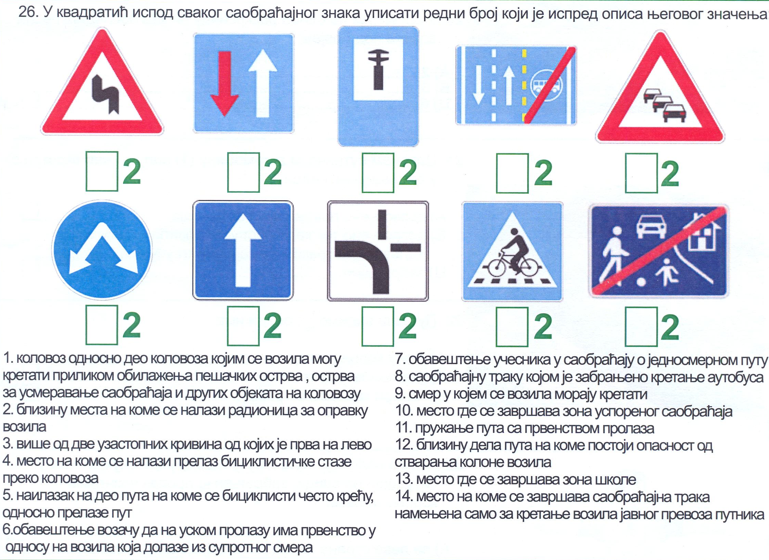 26. У квадратић испод сваког саобраћајног знака уписати редни број који је испред описа његовог значења
2 2 2 2 2
2 2 2 2 2
1. коловоз односно део коловоза којим се возила могу
кретати приликом обилажења пешачких острва , острва
за усмеравање саобраћаја и других објеката на коловозу
2. близину места на коме се налази радионица за оправку
возила
3. више од две узастопних кривина од којих је прва на лево
4. место на коме се налази прелаз бициклистичке стазе
преко коловоза
5. наилазак на део пута на коме се бициклисти често крећу,
односно прелазе пут
6.обавештење возачу да на уском пролазу има првенство у
односу на возила која долазе из супротног смера
7. обавештење учесника у саобраћају о једносмерном путу
8. саобраћајну траку којом је забрањено кретање аутобуса
9. смер у којем се возила морају кретати
10. место где се завршава зона успореног саобраћаја
11. пружање пута са првенством пролаза
12. близину дела пута на коме постоји опасност од
стварања колоне возила
13. место где се завршава зона школе
14. место на коме се завршава саобраћајна трака
намењена само за кретање возила јавног превоза путника